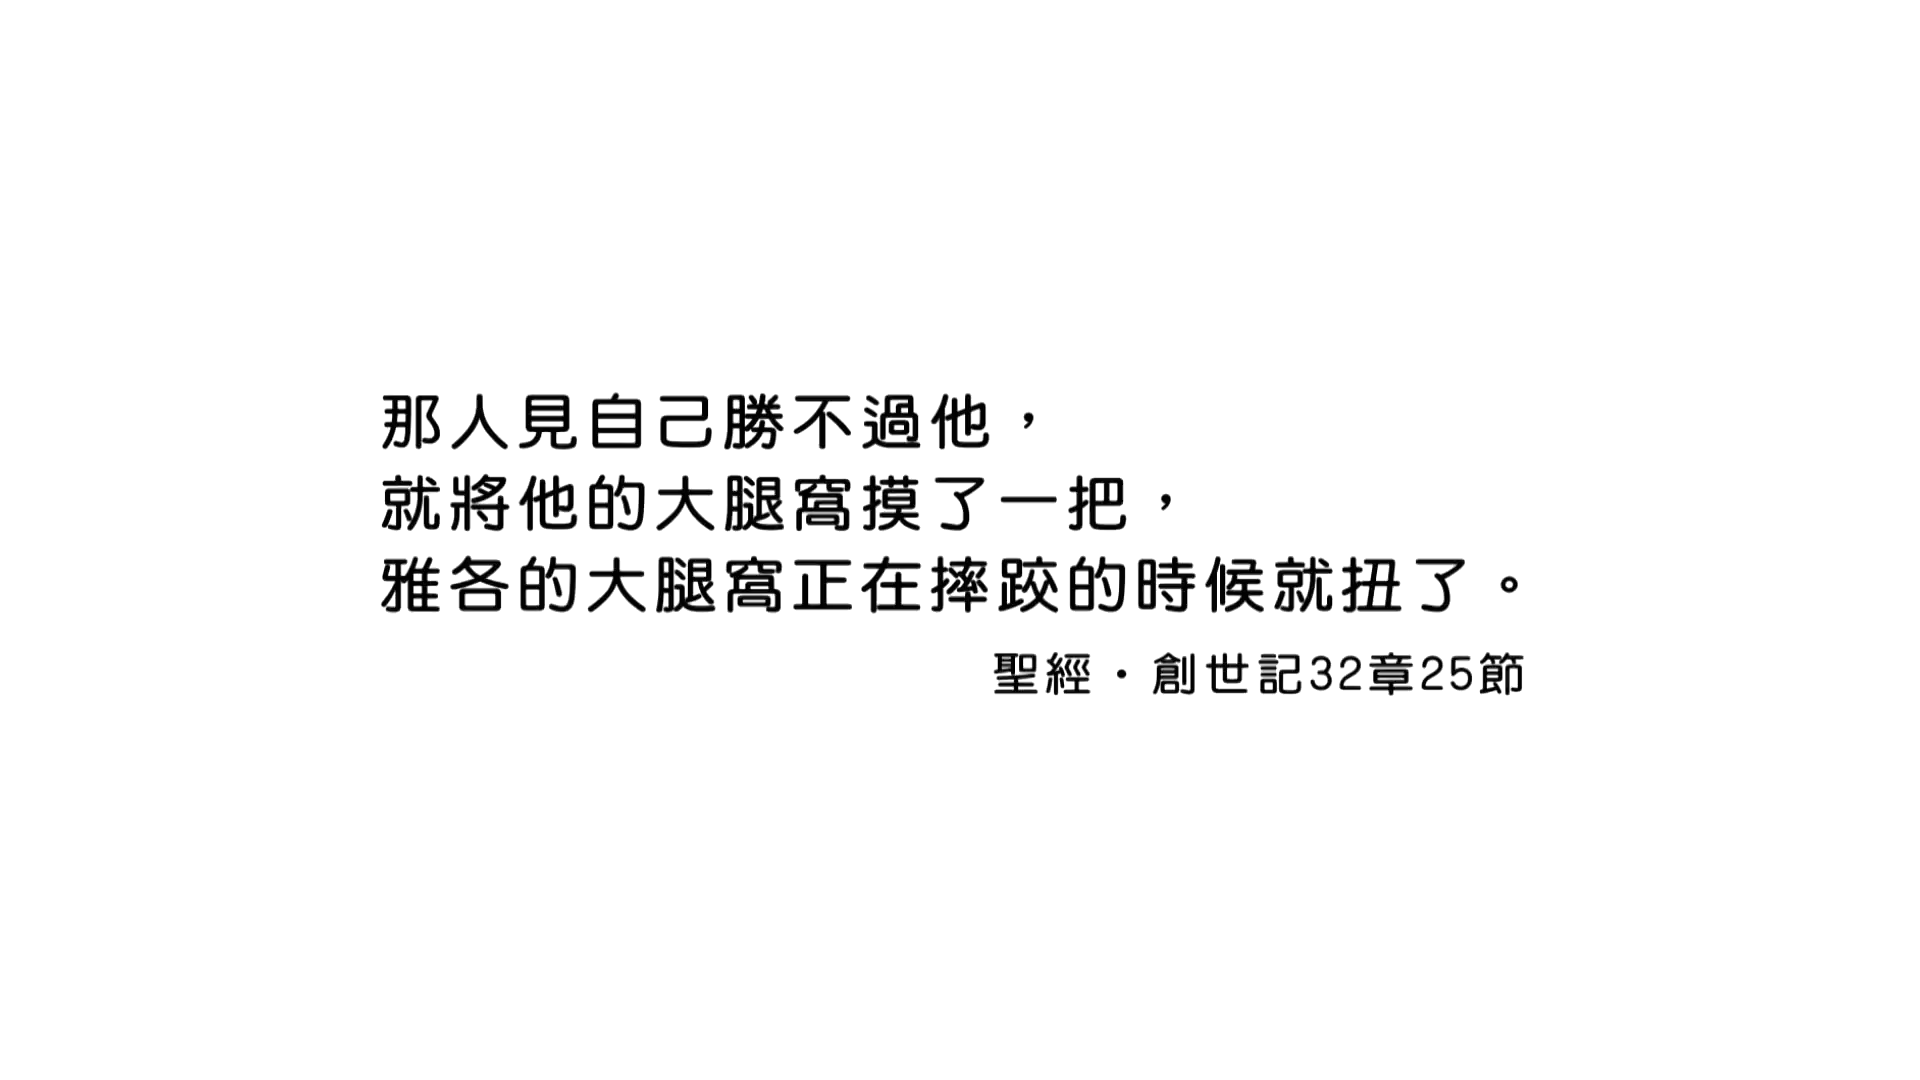 那人見自己勝不過他，
就將他的大腿窩摸了一把，
雅各的大腿窩正在摔跤的時候就扭了。
聖經・創世記32章25節